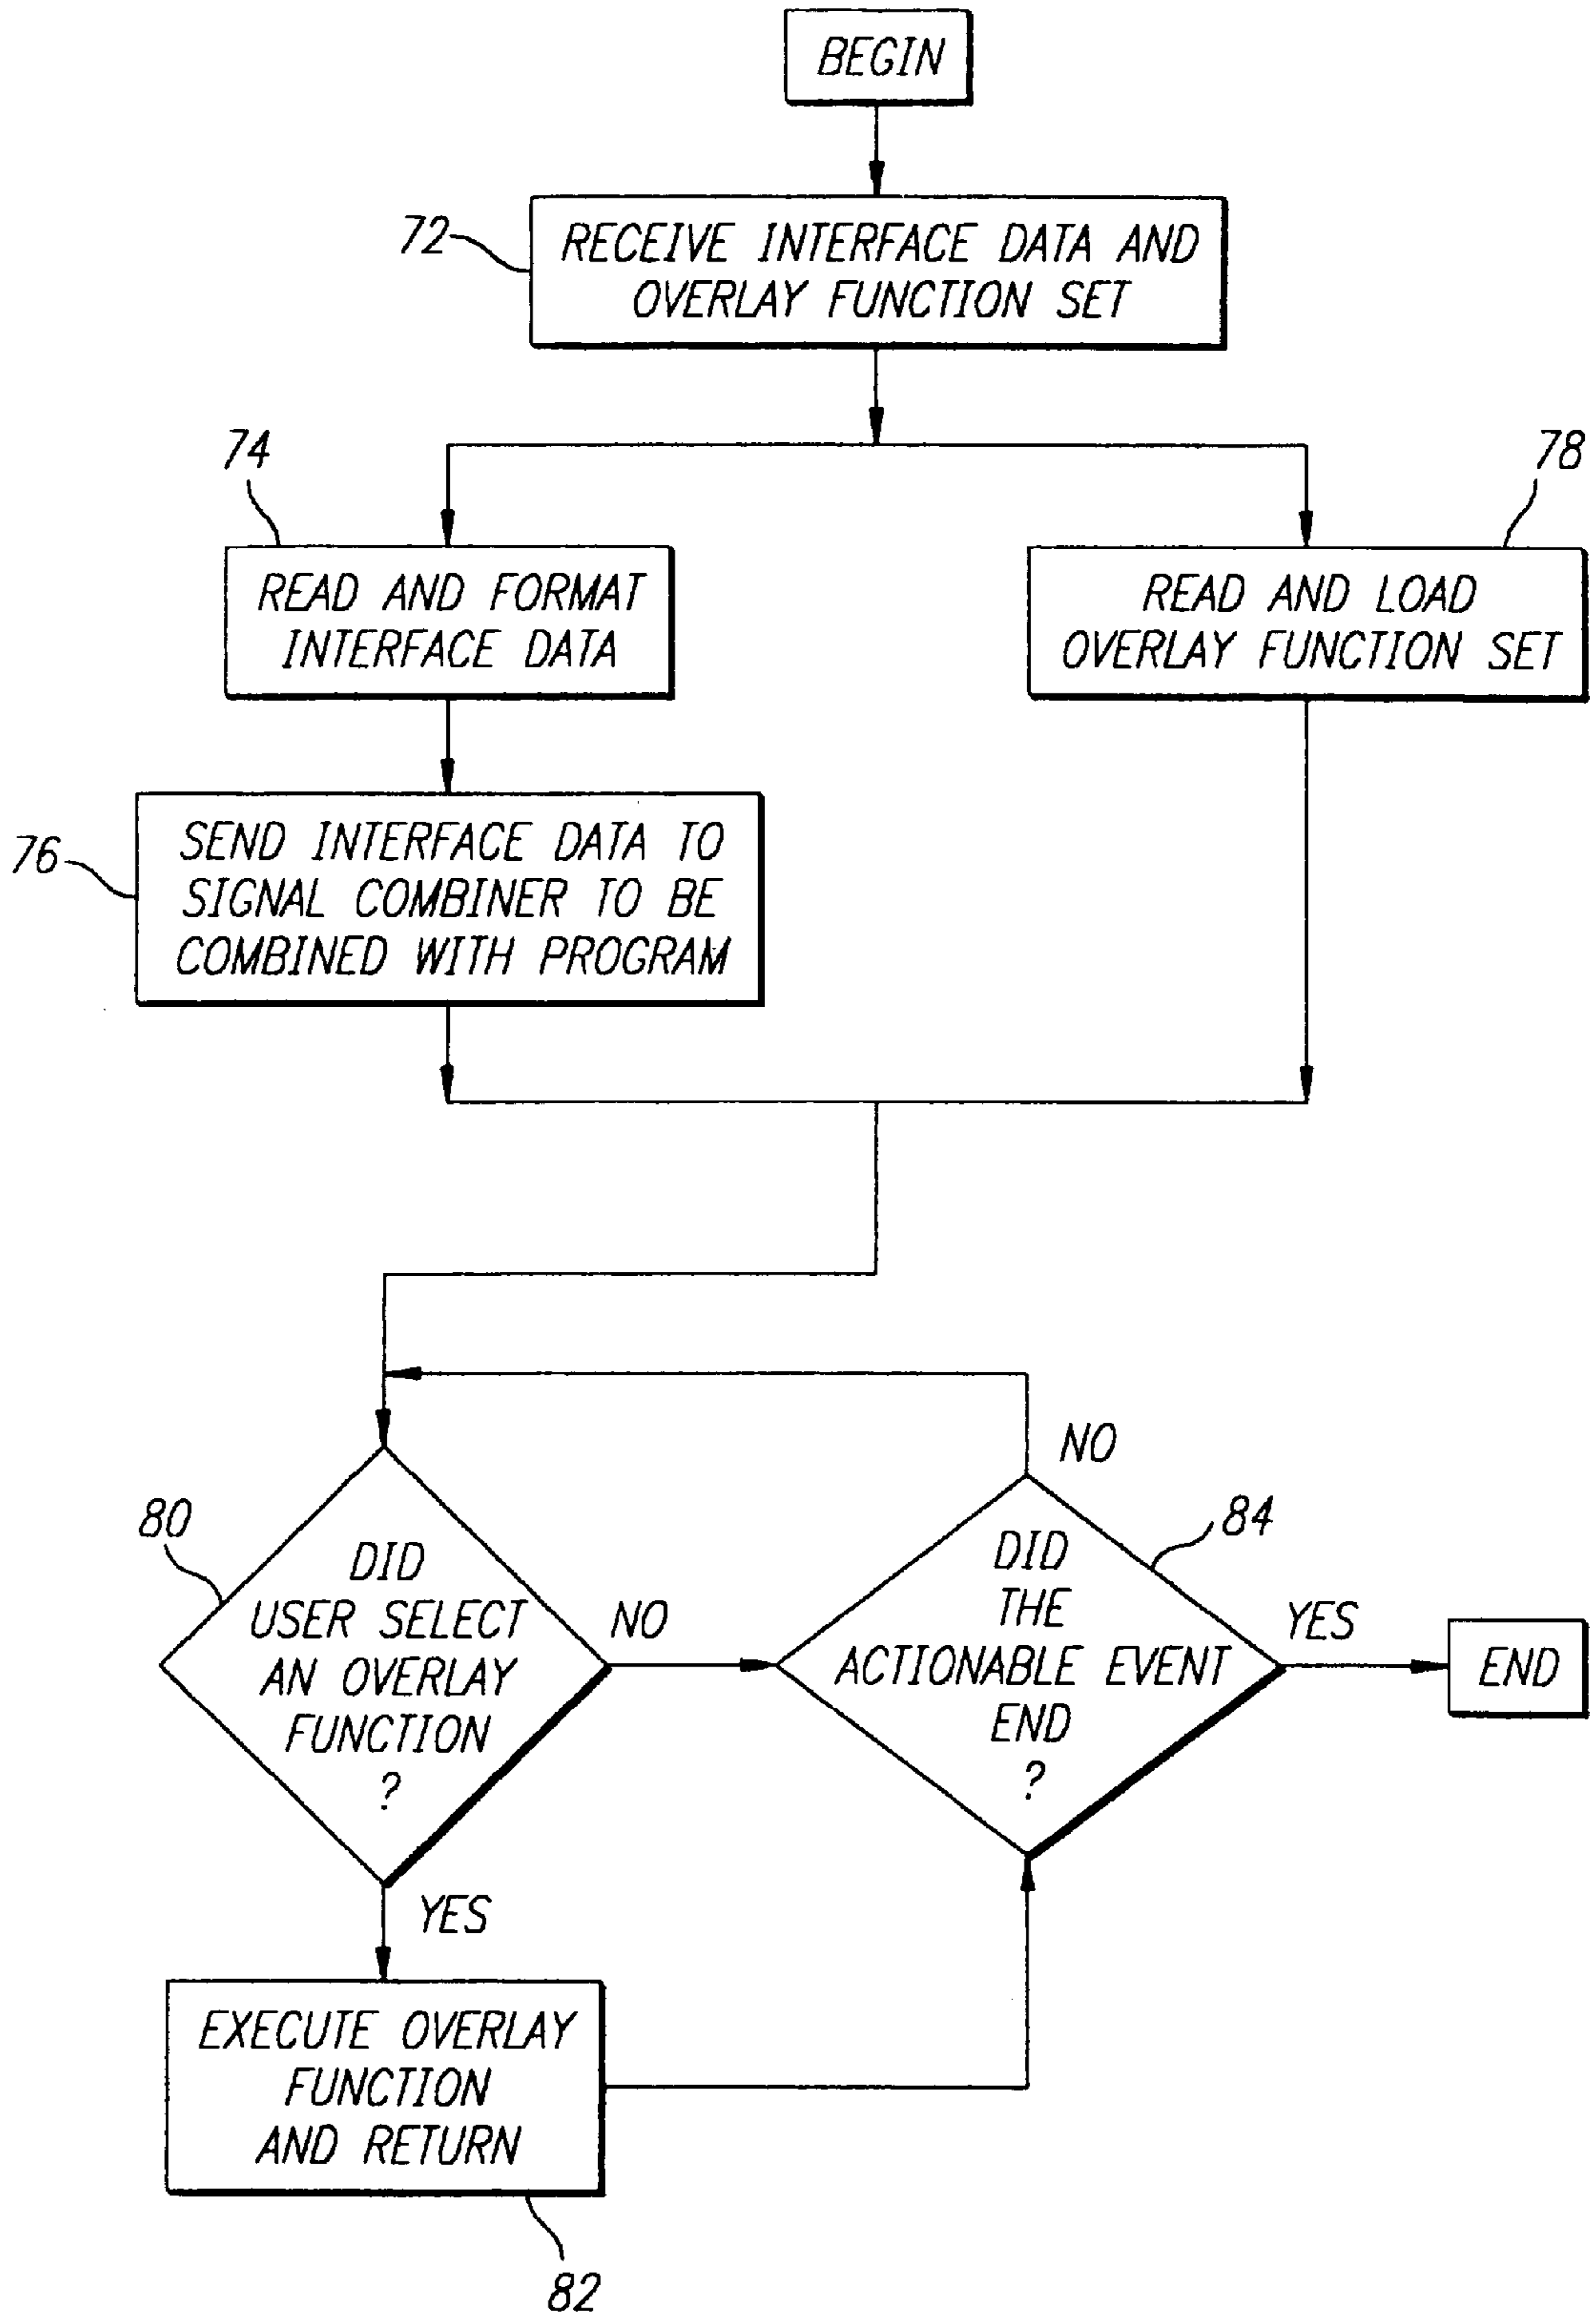 BEGIN
72
RECEIVE INTERFACE DATA AND
OVERLAY FUNCTION SET
74
78
READ AND FORMAT
INTERFACE DATA
READ AND LOAD
OVERLAY FUNCTION SET
76
SEND INTERFACE DATA TO
SIGNAL COMBINER TO BE
COMBINED WITH PROGRAM
80
DID
USER SELECT
AN OVERLAY
FUNCTION
?
NO
YES
NO
84
DID
THE
ACTIONABLE EVENT
END
?
YES
END
EXECUTE OVERLAY
FUNCTION
AND RETURN
82